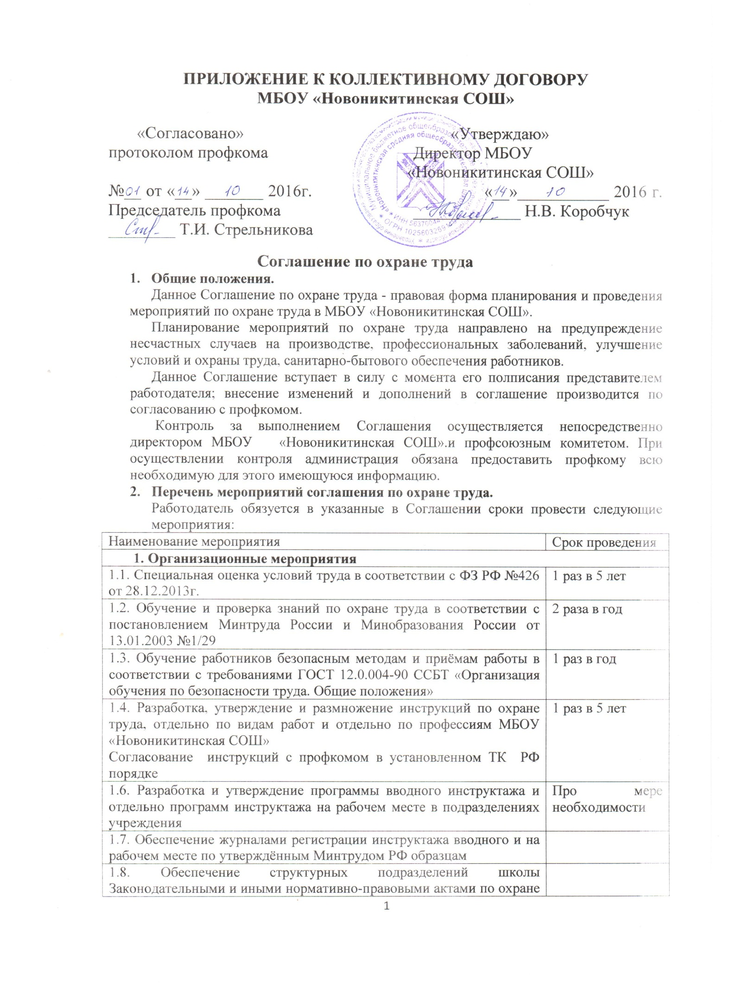 ПРИЛОЖЕНИЕ К КОЛЛЕКТИВНОМУ ДОГОВОРУ
МБОУ «Новоникитинская СОШ»
«Согласовано»
протоколом профкома
№01 от «14» 10 2016г.
Председатель профкома
Т.И. Стрельникова
«Утверждаю»
Директор МБОУ
«Новоникитинская СОШ»
«14» 10 2016 г.
Н.В. Коробчук
Муниципальное бюджетное общеобразовательное
«Новоникитинская средняя общеобразовательная школа»
Соглашение по охране труда
1. Общие положения.
Данное Соглашение по охране труда - правовая форма планирования и проведения
мероприятий по охране труда в МБОУ «Новоникитинская СОШ».
Планирование мероприятий по охране труда направлено на предупреждение
несчастных случаев на производстве, профессиональных заболеваний, улучшение
условий и охраны труда, санитарно-бытового обеспечения работников.
Данное Соглашение вступает в силу с момента его полписания представителем
работодателя; внесение изменений и дополнений в соглашение производится по
согласованию с профкомом.
Контроль за выполнением Соглашения осуществляется непосредственно
директором МБОУ «Новоникитинская СОШ».и профсоюзным комитетом. При
осуществлении контроля администрация обязана предоставить профкому всю
необходимую для этого имеющуюся информацию.
2. Перечень мероприятий соглашения по охране труда.
Работодатель обязуется в указанные в Соглашении сроки провести следующие
мероприятия:
Наименование мероприятия
Срок проведения
1. Организационные мероприятия
1.1. Специальная оценка условий труда в соответствии с ФЗ РФ №426
от 28.12.2013г.
1 раз в 5 лет
1.2. Обучение и проверка знаний по охране труда в соответствии с
постановлением Минтруда России и Минобразования России от
13.01.2003 №1/29
2 раза в год
1.3. Обучение работников безопасным методам и приёмам работы в
соответствии с требованиями ГОСТ 12.0.004-90 ССБТ «Организация
обучения по безопасности труда. Общие положения»
1 раз в год
1.4. Разработка, утверждение и размножение инструкций по охране
труда, отдельно по видам работ и отдельно по профессиям МБОУ
«Новоникитинская СОШ»
Согласование инструкций с профкомом в установленном ТК РФ
порядке
1 раз в 5 лет
1.6. Разработка и утверждение программы вводного инструктажа и
отдельно программ инструктажа на рабочем месте в подразделениях
учреждения
Про мере
необходимости
1.7. Обеспечение журналами регистрации инструктажа вводного и на
рабочем месте по утверждённым Минтрудом РФ образцам
1.8. Обеспечение структурных подразделений школы
Законодательными и иными нормативно-правовыми актами по охране
1